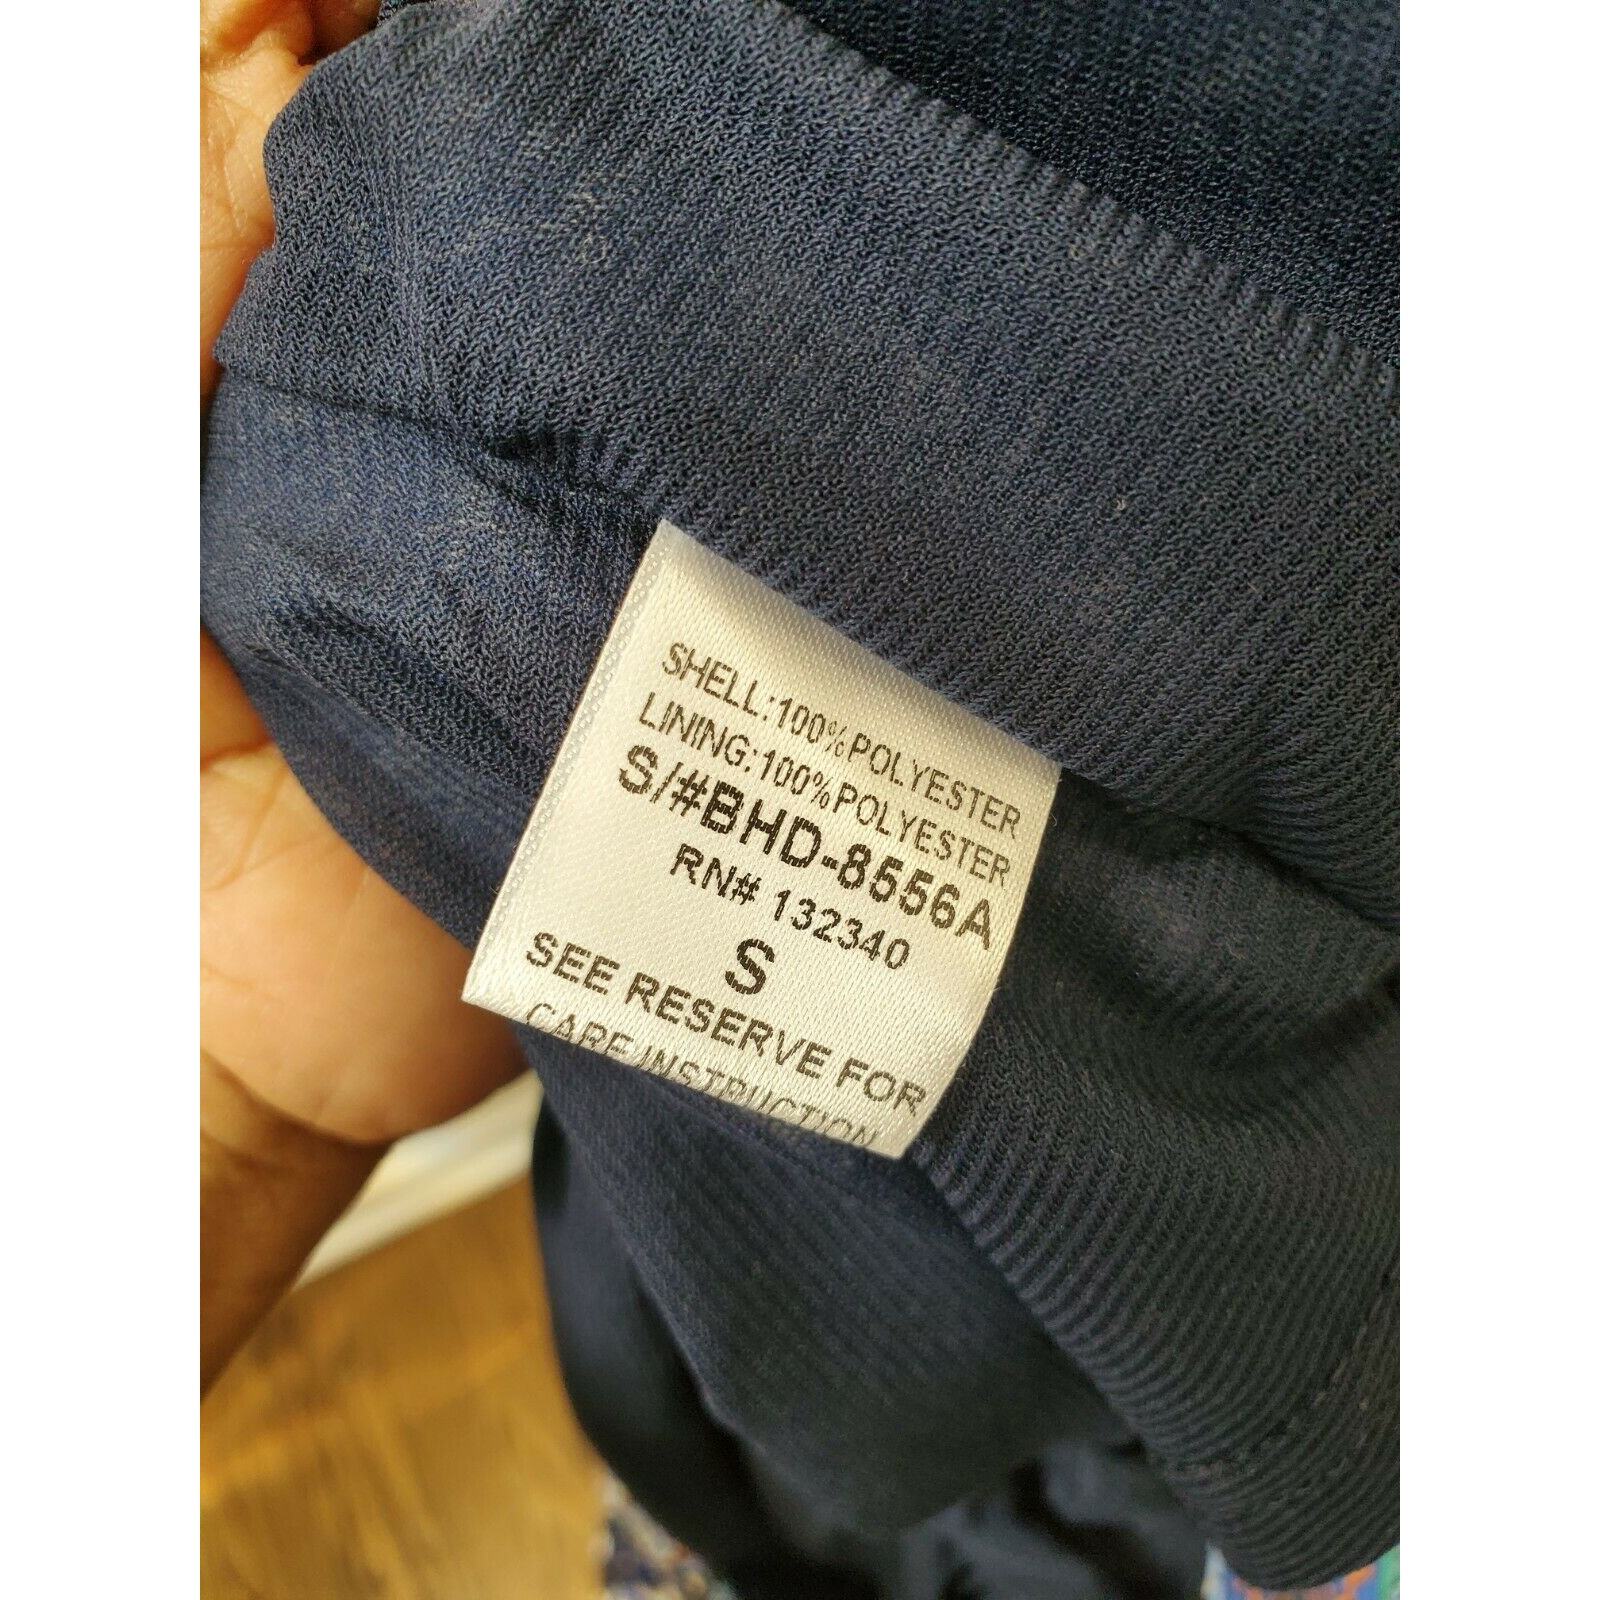 SHELL:100%POLYESTER
LINING:100%POLYESTER
S/#BHD-8556A
RN# 132340
S
SEE RESERVE FOR
CARE INSTRUCTION